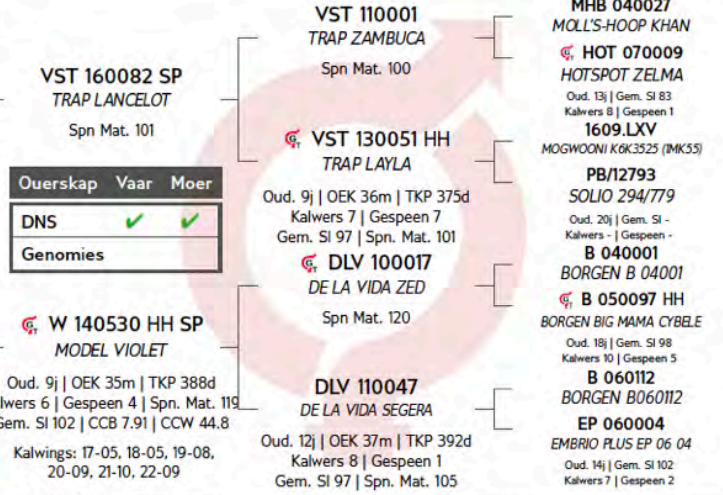 VST 160082 SP
TRAP LANCELOT
Spn Mat. 101
Ouerskap Vaar Moer
DNS ✔ ✔
Genomies
W 140530 HH SP
MODEL VIOLET
Oud. 9j | OEK 35m | TKP 388d
lwers 6 | Gespeen 4 | Spn. Mat. 119
Gem. SI 102 | CCB 7.91 | CCW 44.8
Kalwings: 17-05, 18-05, 19-08,
20-09, 21-10, 22-09
VST 110001
TRAP ZAMBUCA
Spn Mat. 100
VST 130051 HH
TRAP LAYLA
Oud. 9j | OEK 36m | TKP 375d
Kalwers 7 | Gespeen 7
Gem. SI 97 | Spn. Mat. 101
DLV 100017
DE LA VIDA ZED
Spn Mat. 120
DLV 110047
DE LA VIDA SEGERA
Oud. 12j | OEK 37m | TKP 392d
Kalwers 8 | Gespeen 1
Gem. SI 97 | Spn. Mat. 105
MHB 040027
MOLL'S-HOOP KHAN
HOT 070009
HOTSPOT ZELMA
Oud. 13j | Gem. SI 83
Kalwers 8 | Gespeen 1
1609.LXV
MOGWOONI K6K3525 (IMK55)
PB/12793
SOLIO 294/779
Oud. 20j | Gem. SI -
Kalwers - | Gespeen -
B 040001
BORGEN B 04001
B 050097 HH
BORGEN BIG MAMA CYBELE
Oud. 18j | Gem. SI 98
Kalwers 10 | Gespeen 5
B 060112
BORGEN B060112
EP 060004
EMBRIO PLUS EP 06 04
Oud. 14j | Gem. SI 102
Kalwers 7 | Gespeen 2